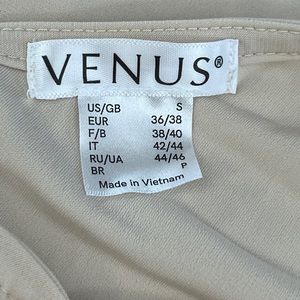 VENUS®
US/GB S
EUR 36/38
F/B 38/40
IT 42/44
RU/UA 44/46
BR P
Made in Vietnam